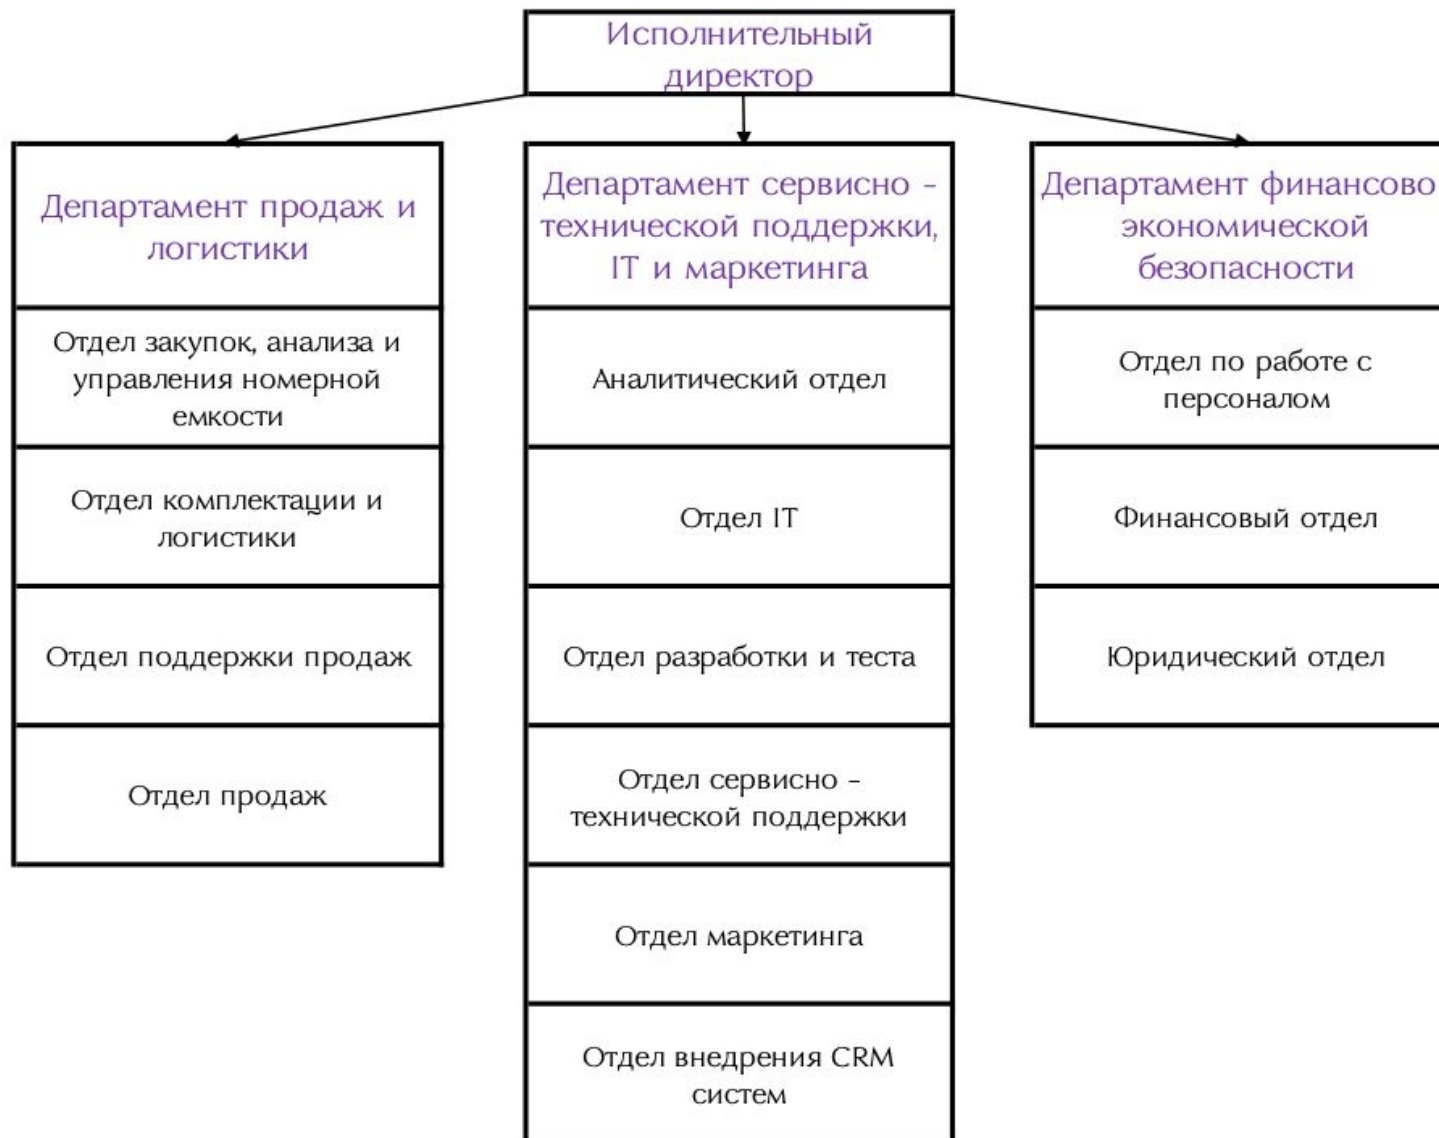 Исполнительный
директор
Департамент продаж и
логистики
Отдел закупок, анализа и
управления номерной
емкости
Отдел комплектации и
логистики
Отдел поддержки продаж
Отдел продаж
Департамент сервисно -
технической поддержки,
IT и маркетинга
Аналитический отдел
Отдел IT
Отдел разработки и теста
Отдел сервисно -
технической поддержки
Отдел маркетинга
Отдел внедрения CRM
систем
Департамент финансово
экономической
безопасности
Отдел по работе с
персоналом
Финансовый отдел
Юридический отдел